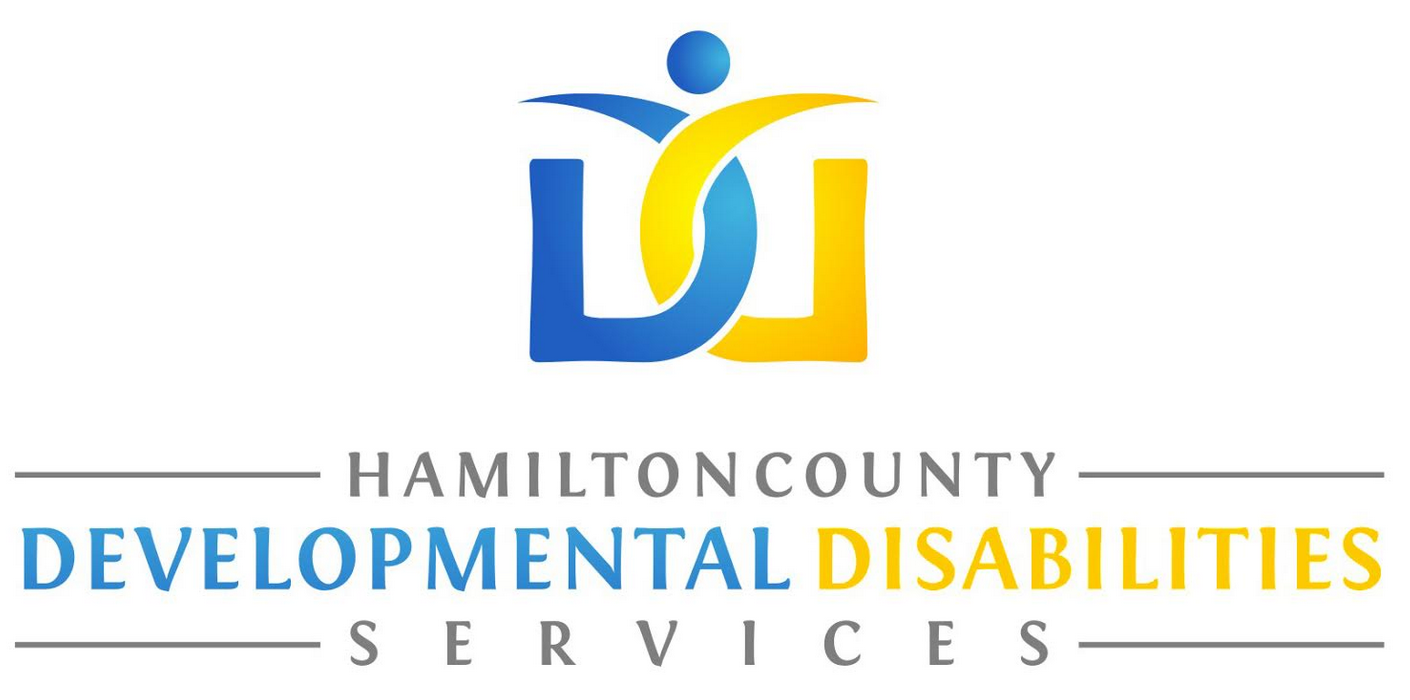 HAMILTONCOUNTY
DEVELOPMENTAL DISABILITIES
SERVICES